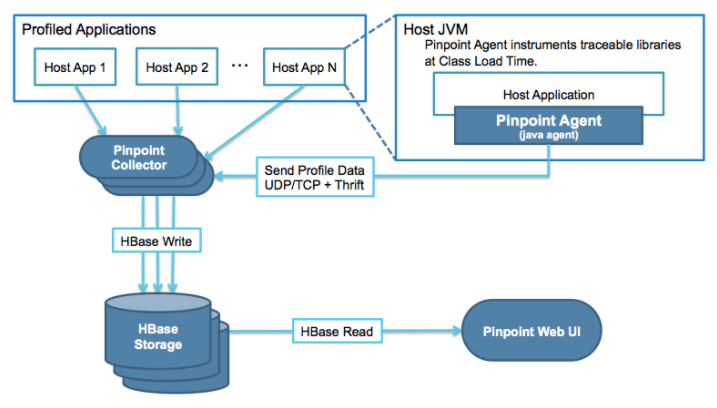 Profiled Applications
Host App 1
Host App 2
...
Host App N
Host JVM
Pinpoint Agent instruments traceable libraries
at Class Load Time.
Host Application
Pinpoint Agent
(java agent)
Pinpoint
Collector
Send Profile Data
UDP/TCP + Thrift
HBase Write
HBase
Storage
HBase Read
Pinpoint Web UI